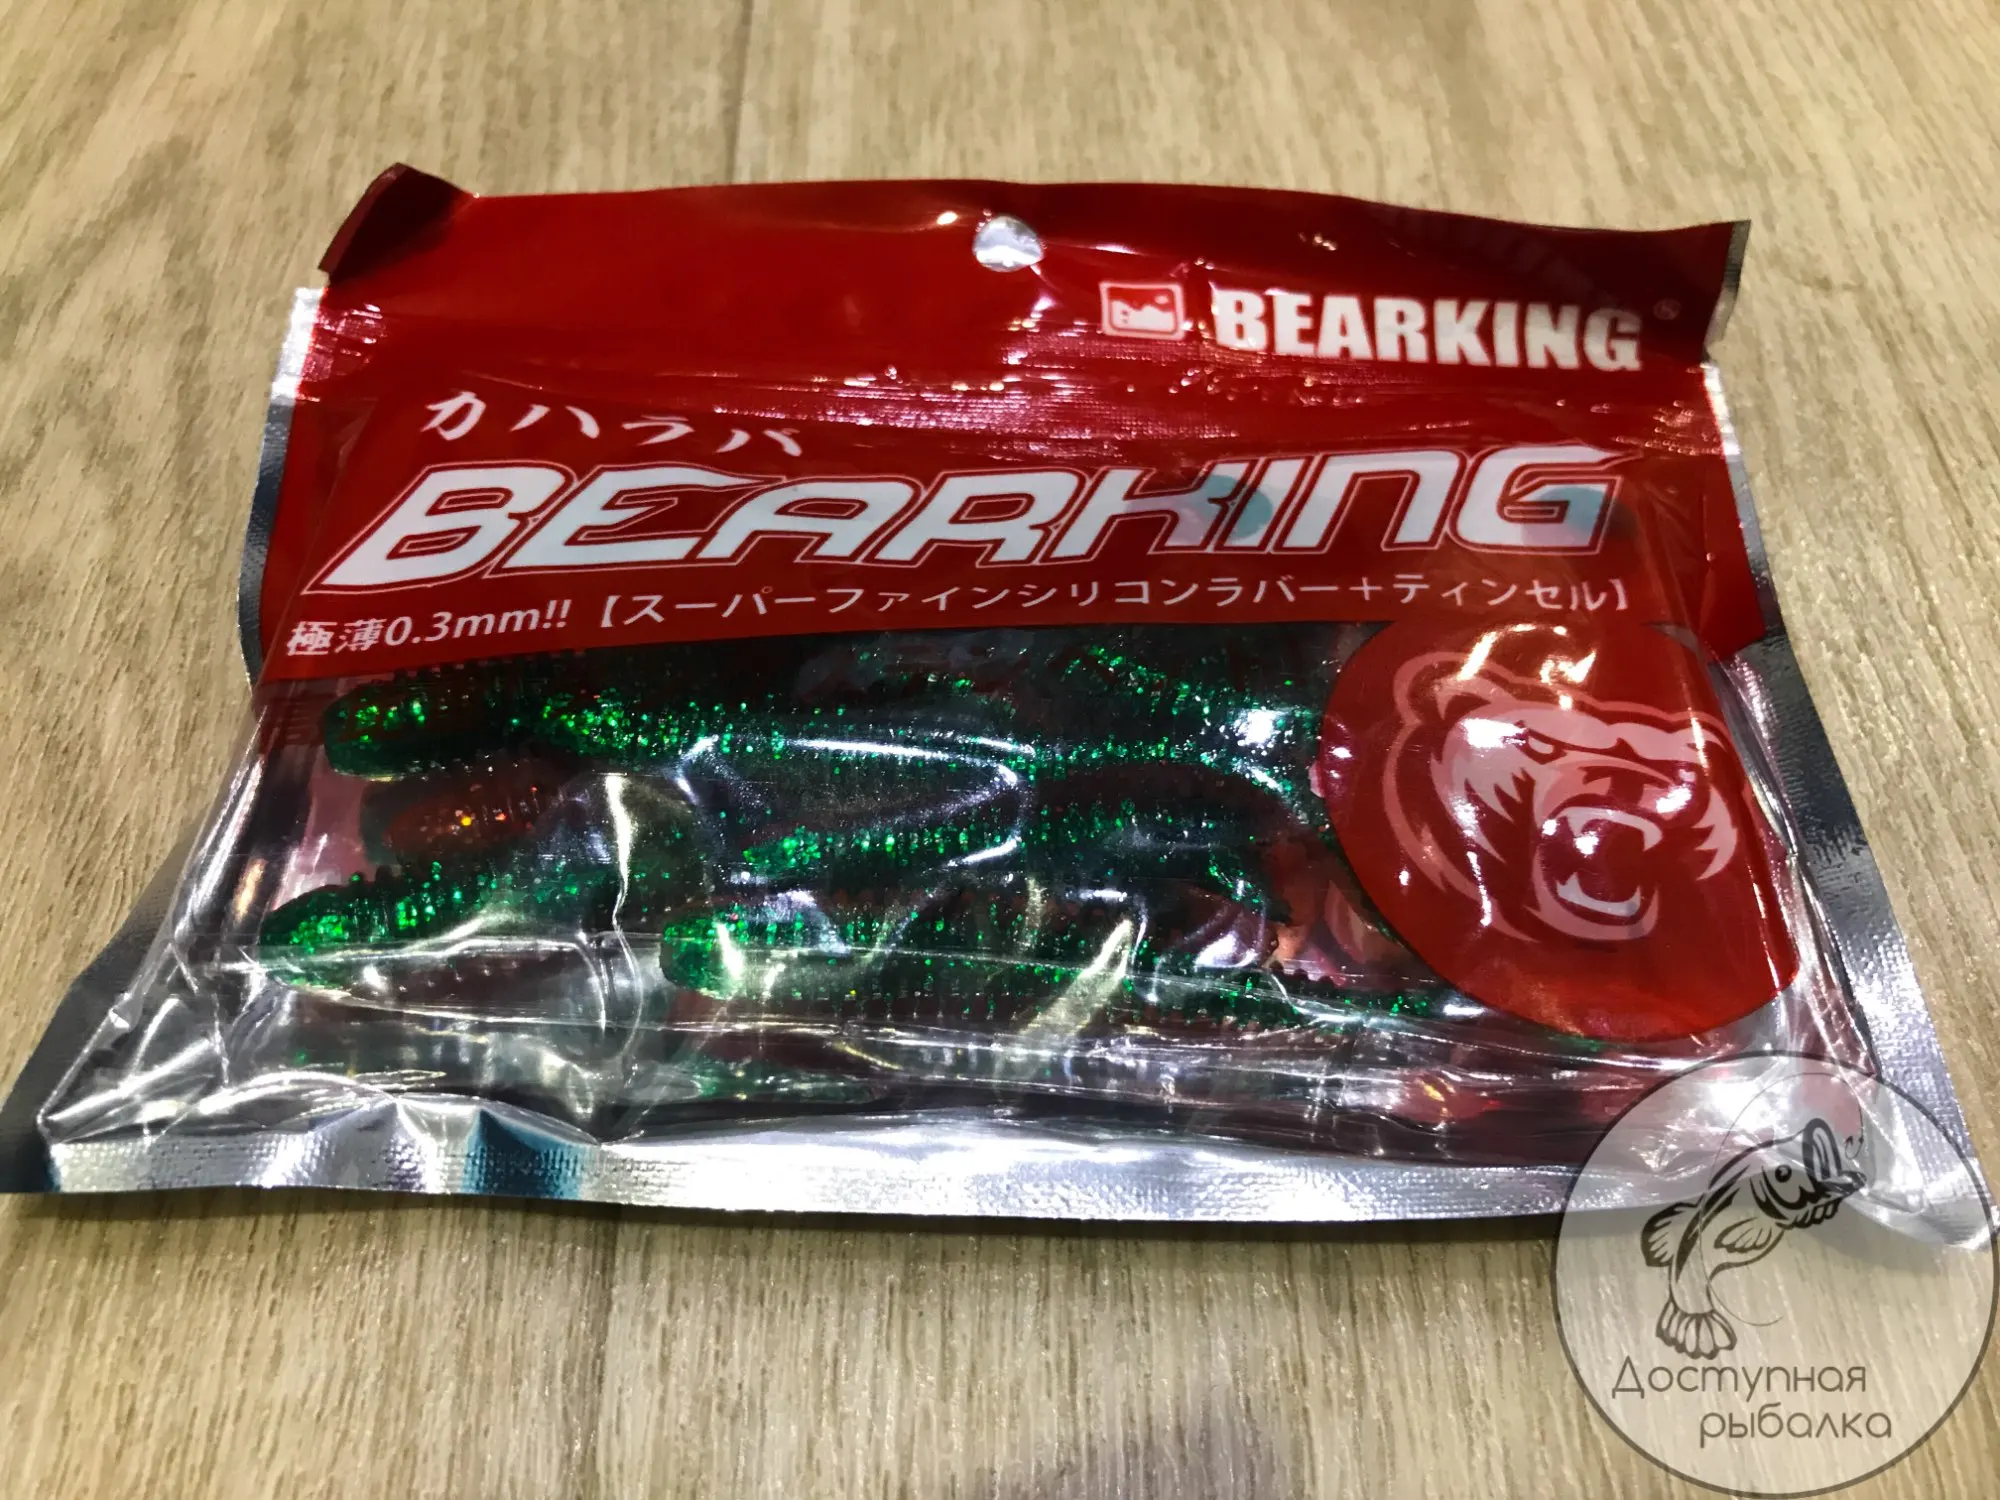 BEARKING ®
カハラバ
BEARKING
極薄0.3mm!!【スーパーファインシリコンラバー+ティンセル】
Доступная
рыбалка